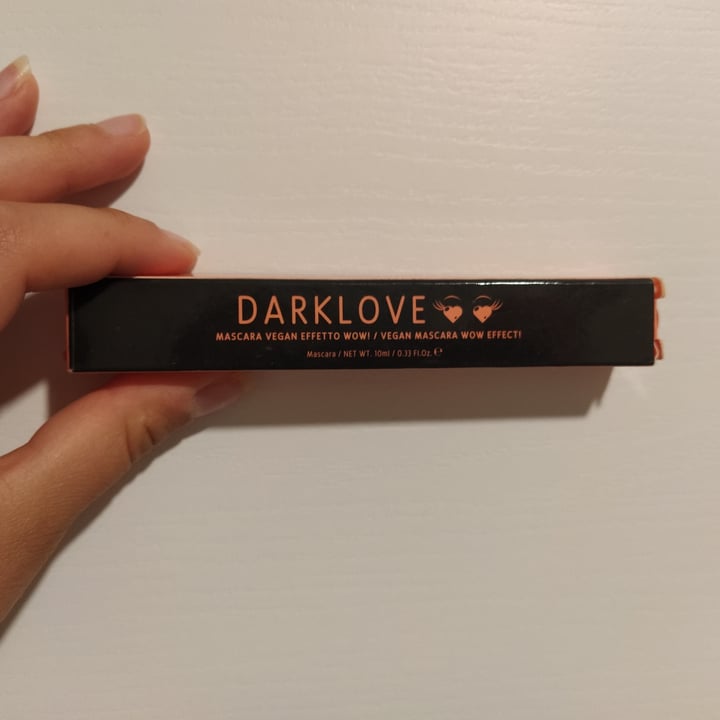 DARKLOVE
MASCARA VEGAN EFFETTO WOW! / VEGAN MASCARA WOW EFFECT!
Mascara / NET WT. 10ml / 0.33 Fl.Oz. ℮